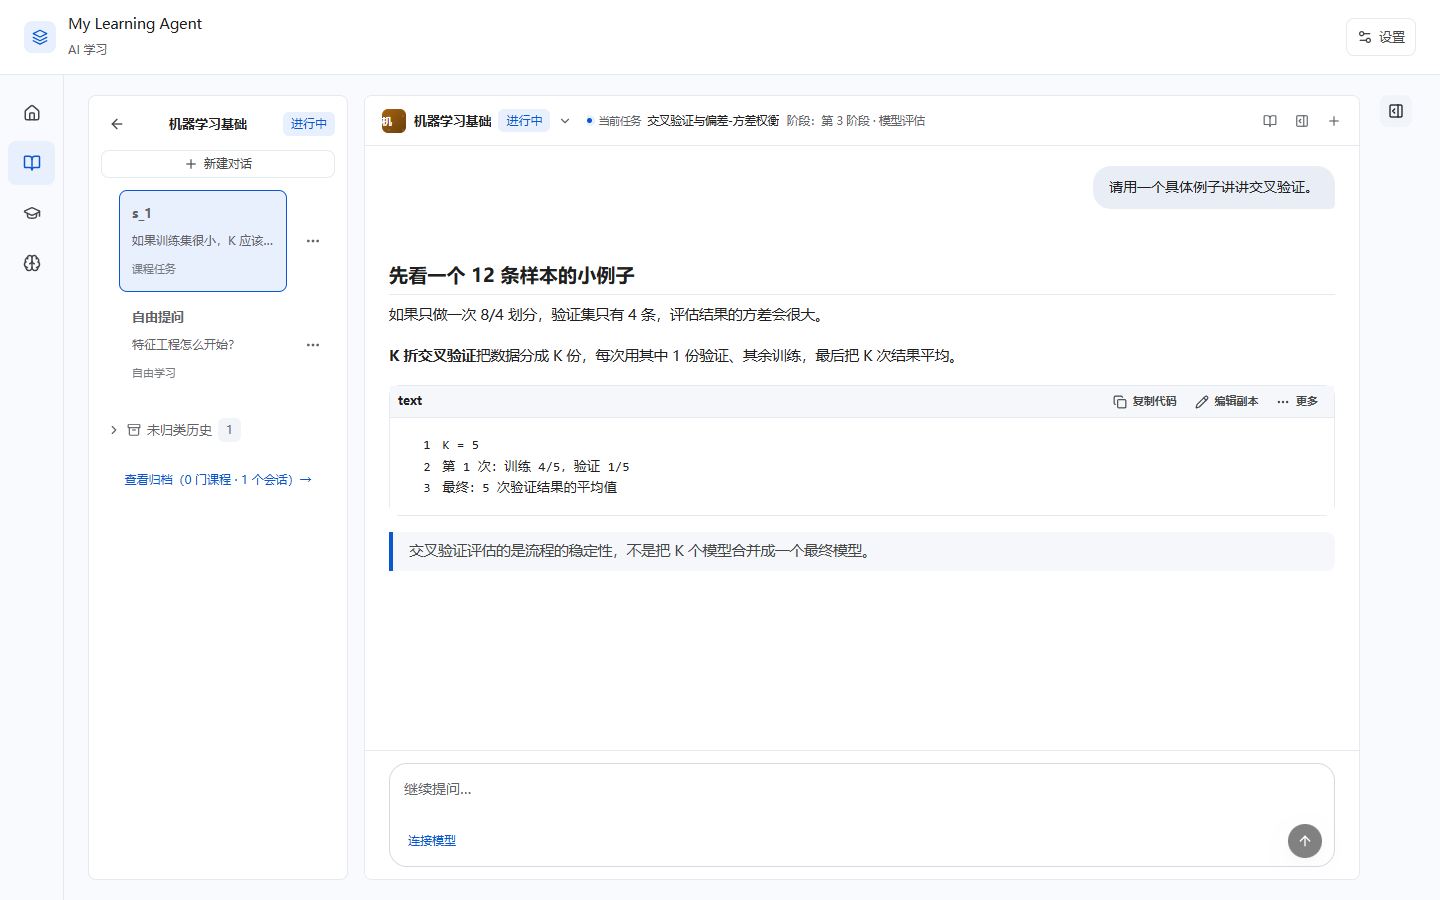 My Learning Agent
AI 学习
设置
机器学习基础 进行中
新建对话
s_1
如果训练集很小，K 应该...
课程任务
自由提问
特征工程怎么开始？
自由学习
未归类历史 1
查看归档（0 门课程 · 1 个会话）→
机 机器学习基础 进行中 当前任务 交叉验证与偏差-方差权衡 阶段：第 3 阶段 · 模型评估
请用一个具体例子讲讲交叉验证。
先看一个 12 条样本的小例子
如果只做一次 8/4 划分，验证集只有 4 条，评估结果的方差会很大。
K 折交叉验证把数据分成 K 份，每次用其中 1 份验证、其余训练，最后把 K 次结果平均。
text 复制代码 编辑副本 更多
1 K = 5
2 第 1 次：训练 4/5，验证 1/5
3 最终：5 次验证结果的平均值
交叉验证评估的是流程的稳定性，不是把 K 个模型合并成一个最终模型。
继续提问...
连接模型